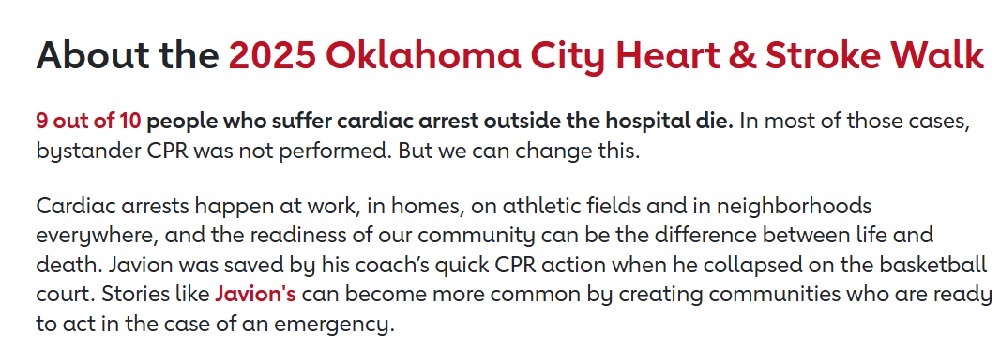 About the 2025 Oklahoma City Heart & Stroke Walk
9 out of 10 people who suffer cardiac arrest outside the hospital die. In most of those cases,
bystander CPR was not performed. But we can change this.
Cardiac arrests happen at work, in homes, on athletic fields and in neighborhoods
everywhere, and the readiness of our community can be the difference between life and
death. Javion was saved by his coach’s quick CPR action when he collapsed on the basketball
court. Stories like Javion's can become more common by creating communities who are ready
to act in the case of an emergency.